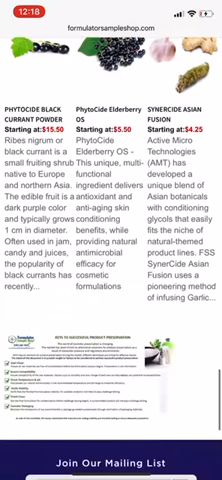 12:18
formulatorsampleshop.com
PHYTOCIDE BLACK CURRANT POWDER
Starting at:$15.50
Ribes nigrum or
black currant is a
small fruiting shrub
native to Europe
and northern Asia.
The edible fruit is a
dark purple color
and typically grows
1 cm in diameter.
Often used in jam,
candy and juices,
the popularity of
black currants has
recently...
PhytoCide Elderberry
OS
Starting at:$5.50
PhytoCide
Elderberry OS -
This unique, multi-
functional
ingredient delivers
antioxidant and
anti-aging skin
conditioning
benefits, while
providing natural
antimicrobial
efficacy for
cosmetic
formulations
SYNERCIDE ASIAN
FUSION
Starting at:$4.25
Active Micro
Technologies
(AMT) has
developed a
unique blend of
Asian botanicals
with conditioning
glycols that easily
fits the niche of
natural-themed
product lines. FSS
SynerCide Asian
Fusion uses a
pioneering method
of infusing Garlic...
KEYS TO SUCCESSFUL PRODUCT PRESERVATION
Join Our Mailing List